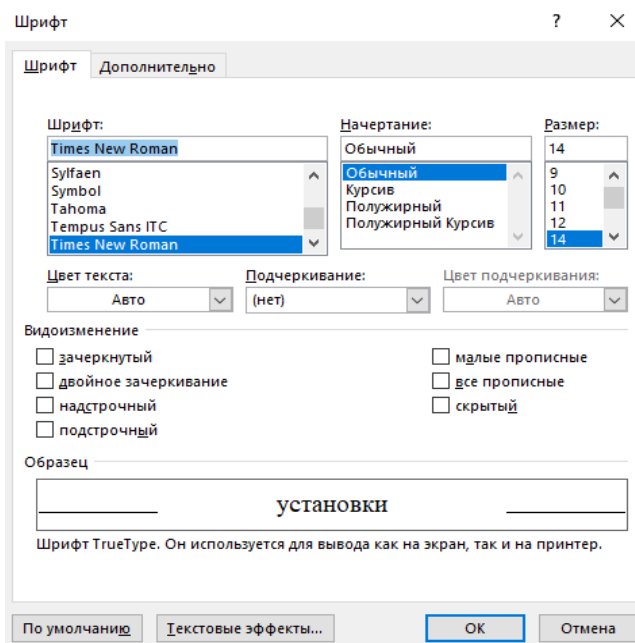 Шрифт ? ×
Шрифт Дополнительно
Шрифт: Начертание: Размер:
Times New Roman Обычный 14
Sylfaen Обычный 9
Symbol Курсив 10
Tahoma Полужирный 11
Tempus Sans ITC Полужирный Курсив 12
Times New Roman 14
Цвет текста: Подчеркивание: Цвет подчеркивания:
Авто (нет) Авто
Видоизменение
зачеркнутый малые прописные
двойное зачеркивание все прописные
надстрочный скрытый
подстрочный
Образец
установки
Шрифт TrueType. Он используется для вывода как на экран, так и на принтер.
По умолчанию Текстовые эффекты... ОК Отмена